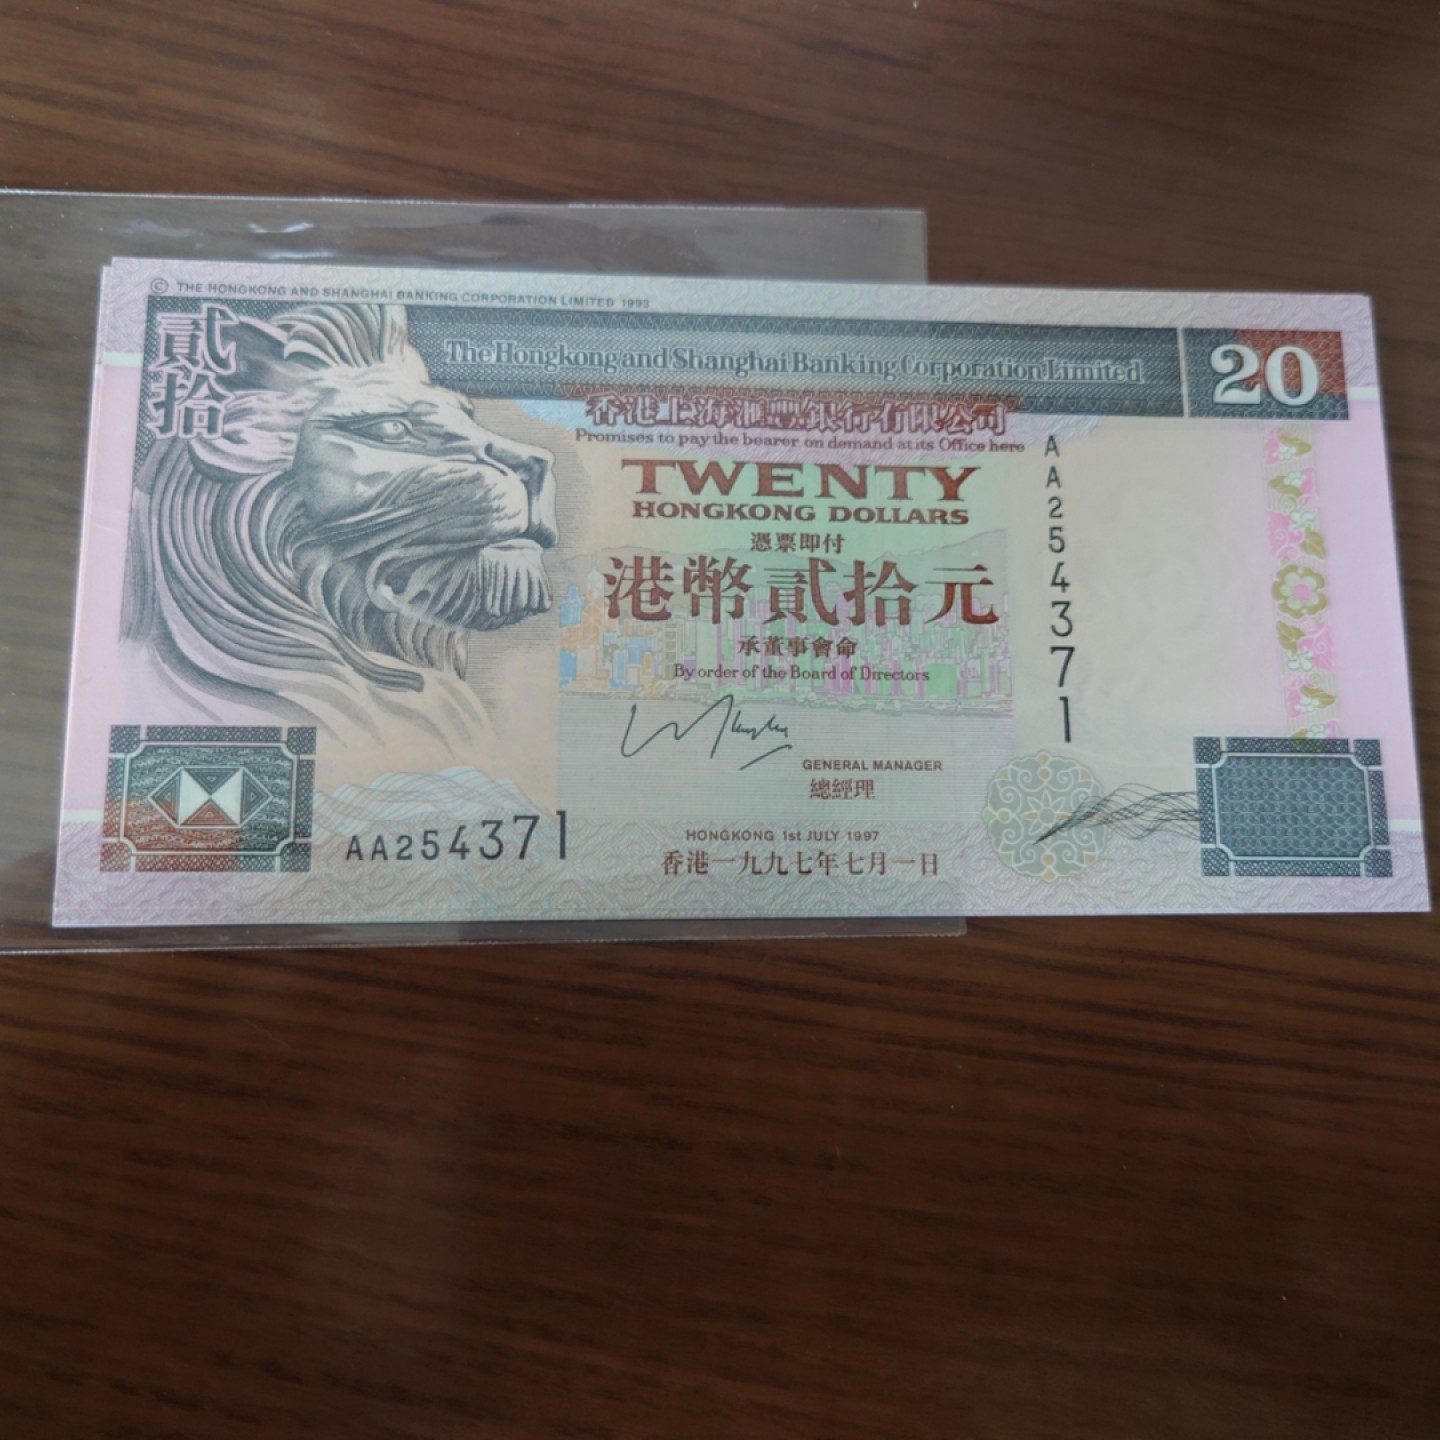 © THE HONGKONG AND SHANGHAI BANKING CORPORATION LIMITED 1993
貳拾
The Hongkong and Shanghai Banking Corporation Limited
20
香港上海滙豐銀行有限公司
Promises to pay the bearer on demand at its Office here
TWENTY
HONGKONG DOLLARS
憑票即付
港幣貳拾元
承董事會命
By order of the Board of Directors
GENERAL MANAGER
總經理
HONGKONG 1st JULY 1997
香港一九九七年七月一日
AA254371
AA254371